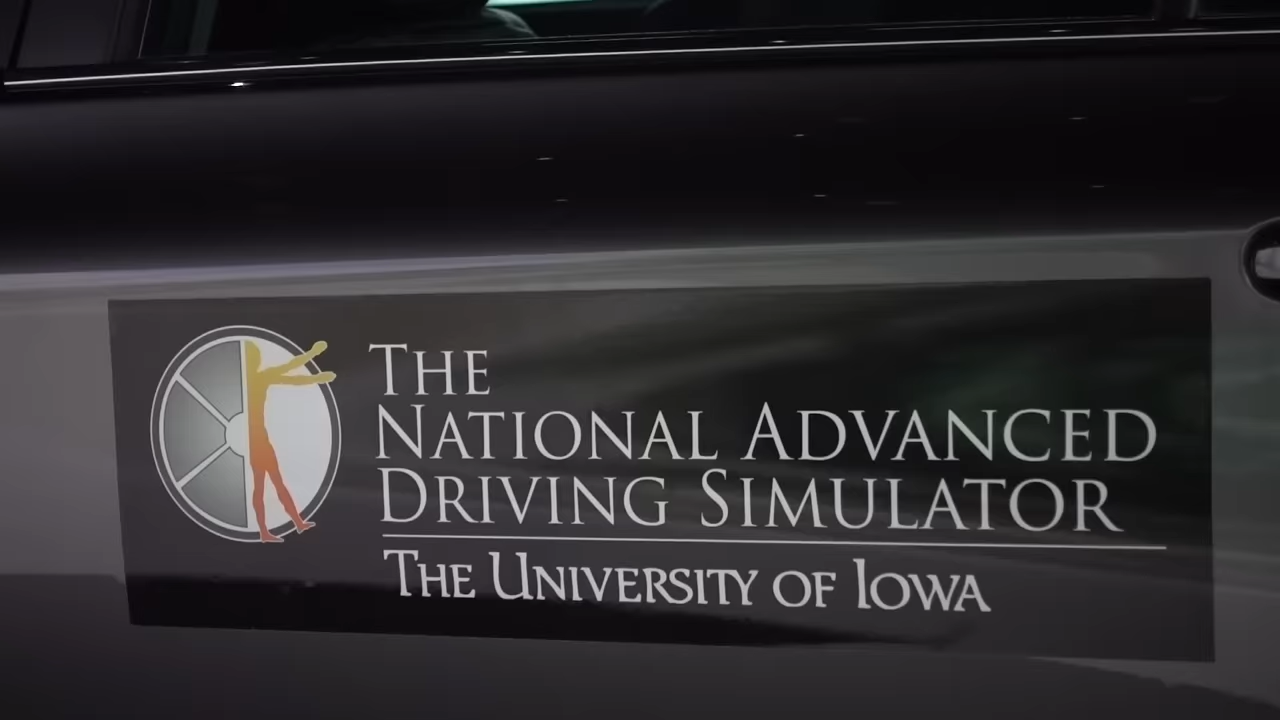 THE
NATIONAL ADVANCED
DRIVING SIMULATOR
THE UNIVERSITY OF IOWA